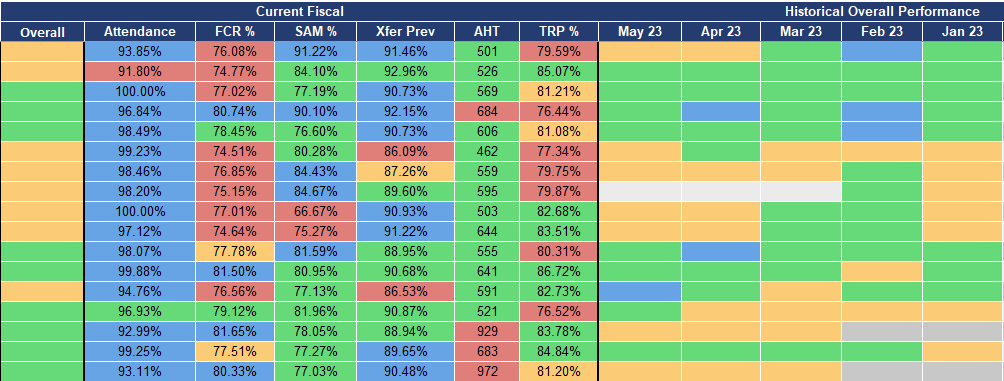 Current Fiscal Historical Overall Performance
Overall Attendance FCR % SAM % Xfer Prev AHT TRP % May 23 Apr 23 Mar 23 Feb 23 Jan 23
93.85% 76.08% 91.22% 91.46% 501 79.59%
91.80% 74.77% 84.10% 92.96% 526 85.07%
100.00% 77.02% 77.19% 90.73% 569 81.21%
96.84% 80.74% 90.10% 92.15% 684 76.44%
98.49% 78.45% 76.60% 90.73% 606 81.08%
99.23% 74.51% 80.28% 86.09% 462 77.34%
98.46% 76.85% 84.43% 87.26% 559 79.75%
98.20% 75.15% 84.67% 89.60% 595 79.87%
100.00% 77.01% 66.67% 90.93% 503 82.68%
97.12% 74.64% 75.27% 91.22% 644 83.51%
98.07% 77.78% 81.59% 88.95% 555 80.31%
99.88% 81.50% 80.95% 90.68% 641 86.72%
94.76% 76.56% 77.13% 86.53% 591 82.73%
96.93% 79.12% 81.96% 90.87% 521 76.52%
92.99% 81.65% 78.05% 88.94% 929 83.78%
99.25% 77.51% 77.27% 89.65% 683 84.84%
93.11% 80.33% 77.03% 90.48% 972 81.20%